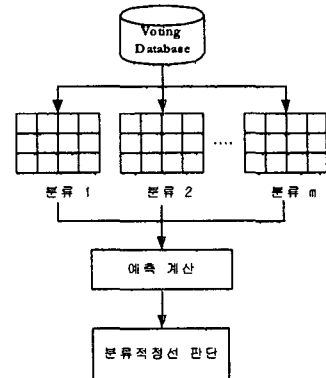 Voting
Database
....
분류 1
분류 2
분류 m
예측 계산
분류적정선 판단